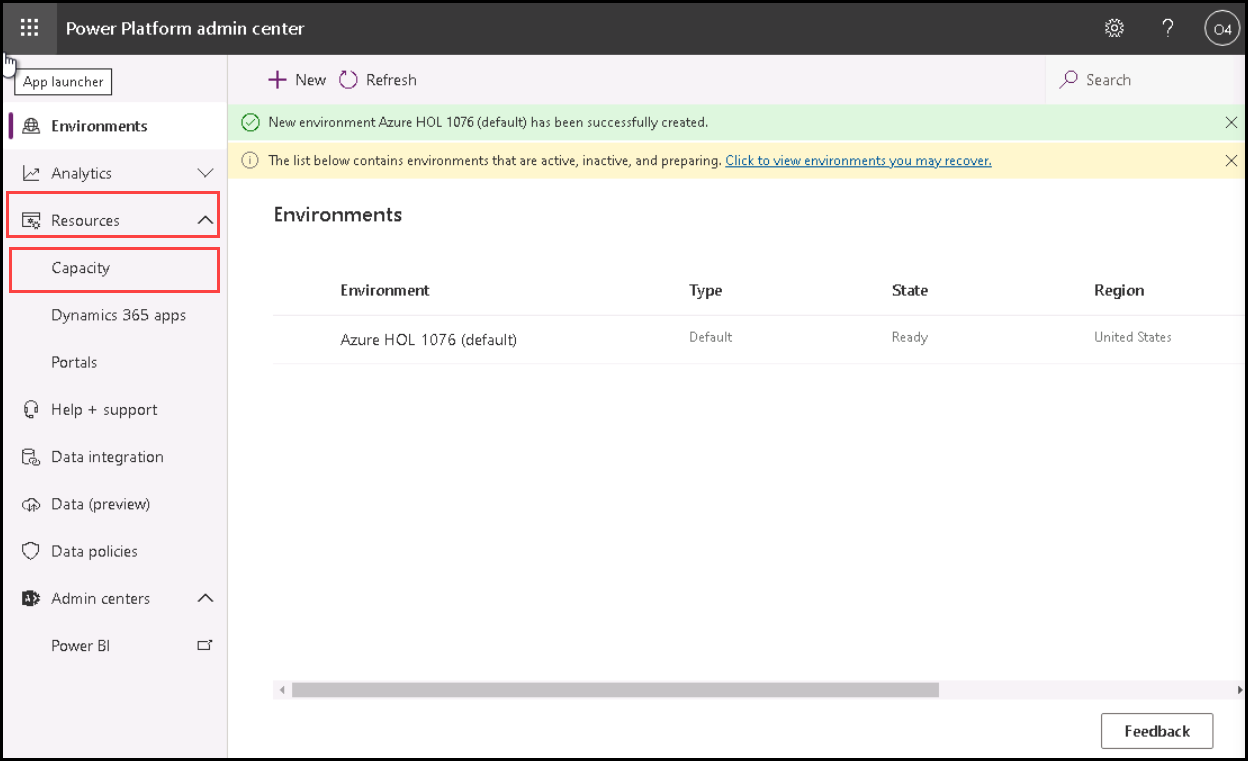 Power Platform admin center
?
O4
App launcher
New
Refresh
Search
Environments
New environment Azure HOL 1076 (default) has been successfully created.
Analytics
The list below contains environments that are active, inactive, and preparing. Click to view environments you may recover.
Resources
Capacity
Dynamics 365 apps
Portals
Help + support
Data integration
Data (preview)
Data policies
Admin centers
Power BI
Environments
Environment Type State Region
Azure HOL 1076 (default) Default Ready United States
Feedback